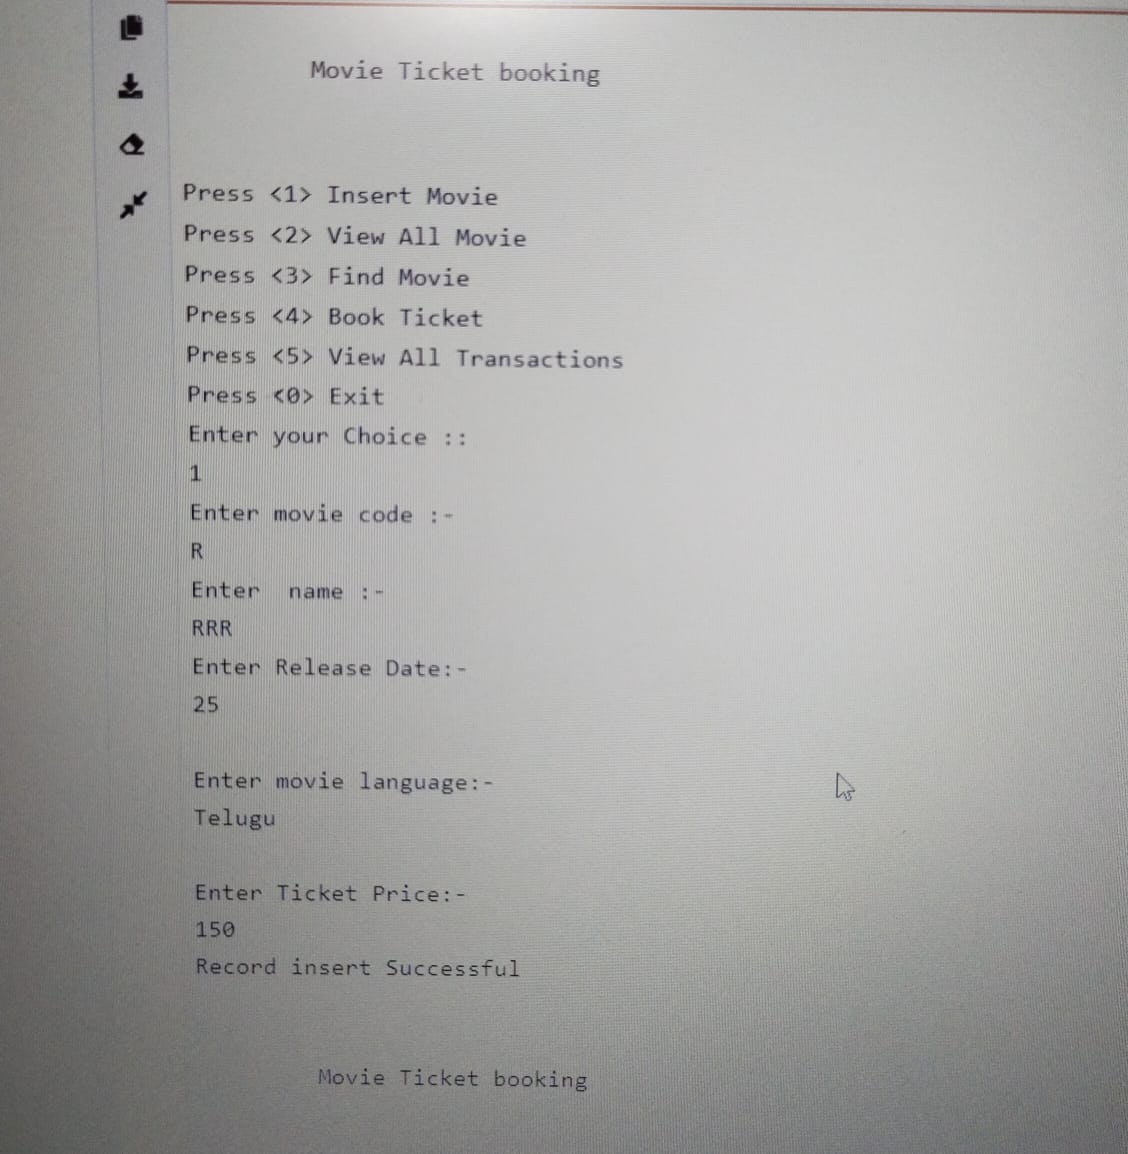 Movie Ticket booking
Press <1> Insert Movie
Press <2> View All Movie
Press <3> Find Movie
Press <4> Book Ticket
Press <5> View All Transactions
Press <0> Exit
Enter your Choice ::
1
Enter movie code :-
R
Enter  name :-
RRR
Enter Release Date:-
25
Enter movie language:-
Telugu
Enter Ticket Price:-
150
Record insert Successful
Movie Ticket booking